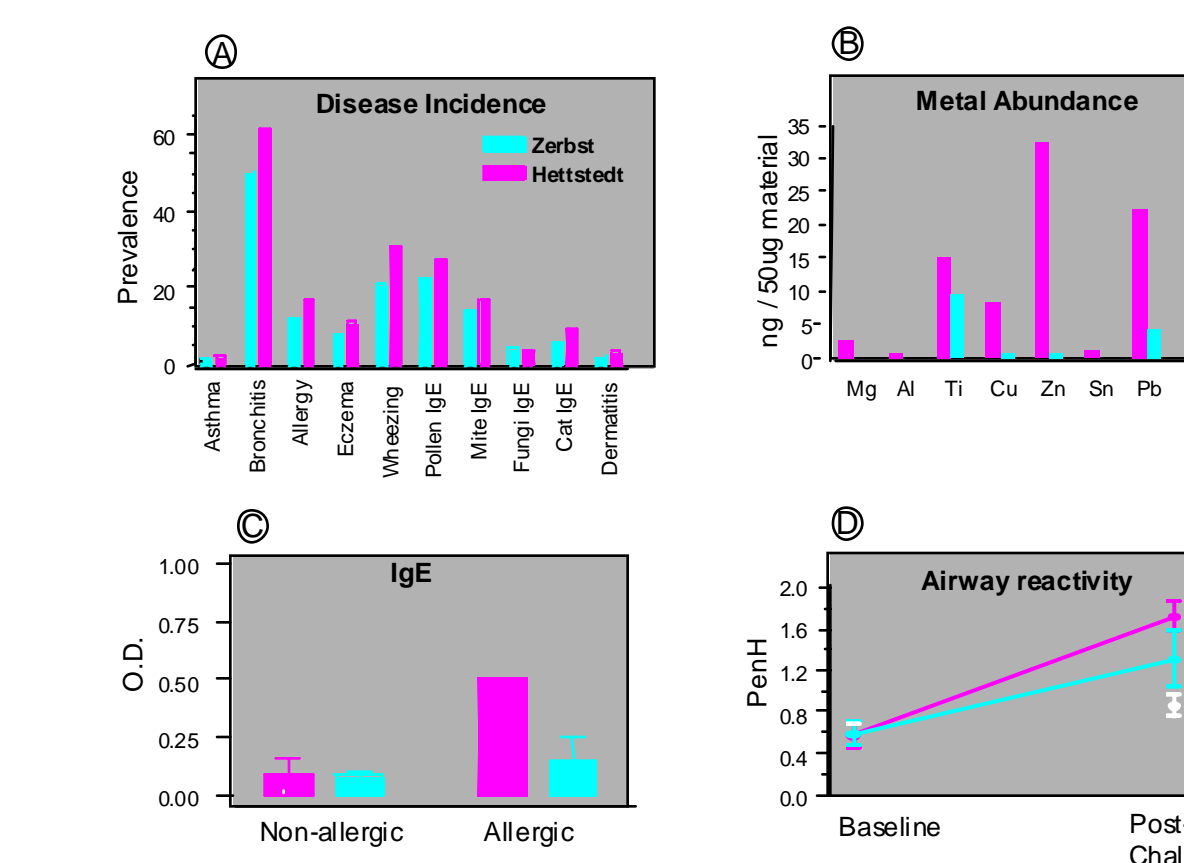 A
Disease Incidence
Zerbst
Hettstedt
Prevalence
60
40
20
0
Asthma
Bronchitis
Allergy
Eczema
Wheezing
Pollen IgE
Mite IgE
Fungi IgE
Cat IgE
Dermatitis
B
Metal Abundance
ng / 50ug material
35
30
25
20
15
10
5
0
Mg Al Ti Cu Zn Sn Pb
C
IgE
O.D.
1.00
0.75
0.50
0.25
0.00
Non-allergic Allergic
D
Airway reactivity
PenH
2.0
1.6
1.2
0.8
0.4
0.0
Baseline
Post-
Chal